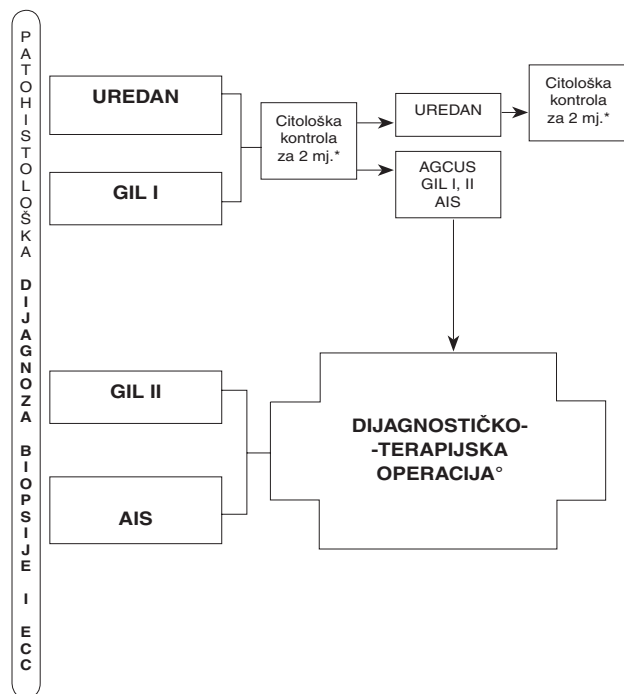 PATOHISTOLOŠKA DIJAGNOZA BIOPSIJE I ECC
UREDAN
GIL I
Citološka
kontrola
za 2 mj.*
UREDAN
Citološka
kontrola
za 2 mj.*
AGCUS
GIL I, II
AIS
GIL II
AIS
DIJAGNOSTIČKO-
-TERAPIJSKA
OPERACIJA°